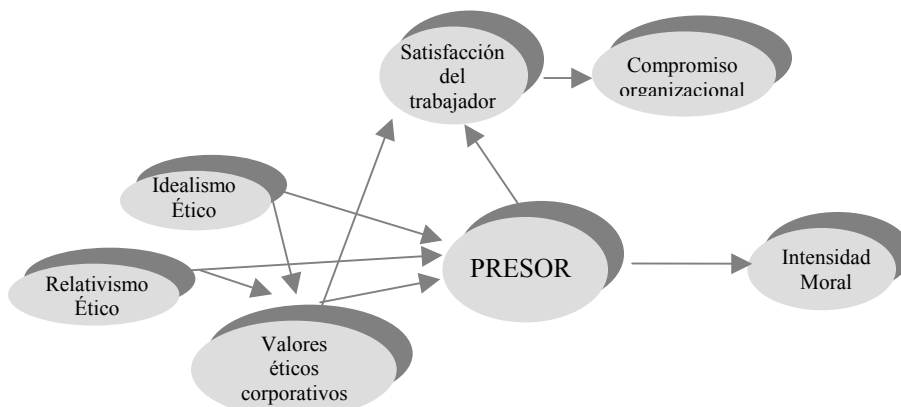 Satisfacción
del
trabajador
Compromiso
organizacional
Idealismo
Ético
Relativismo
Ético
PRESOR
Intensidad
Moral
Valores
éticos
corporativos